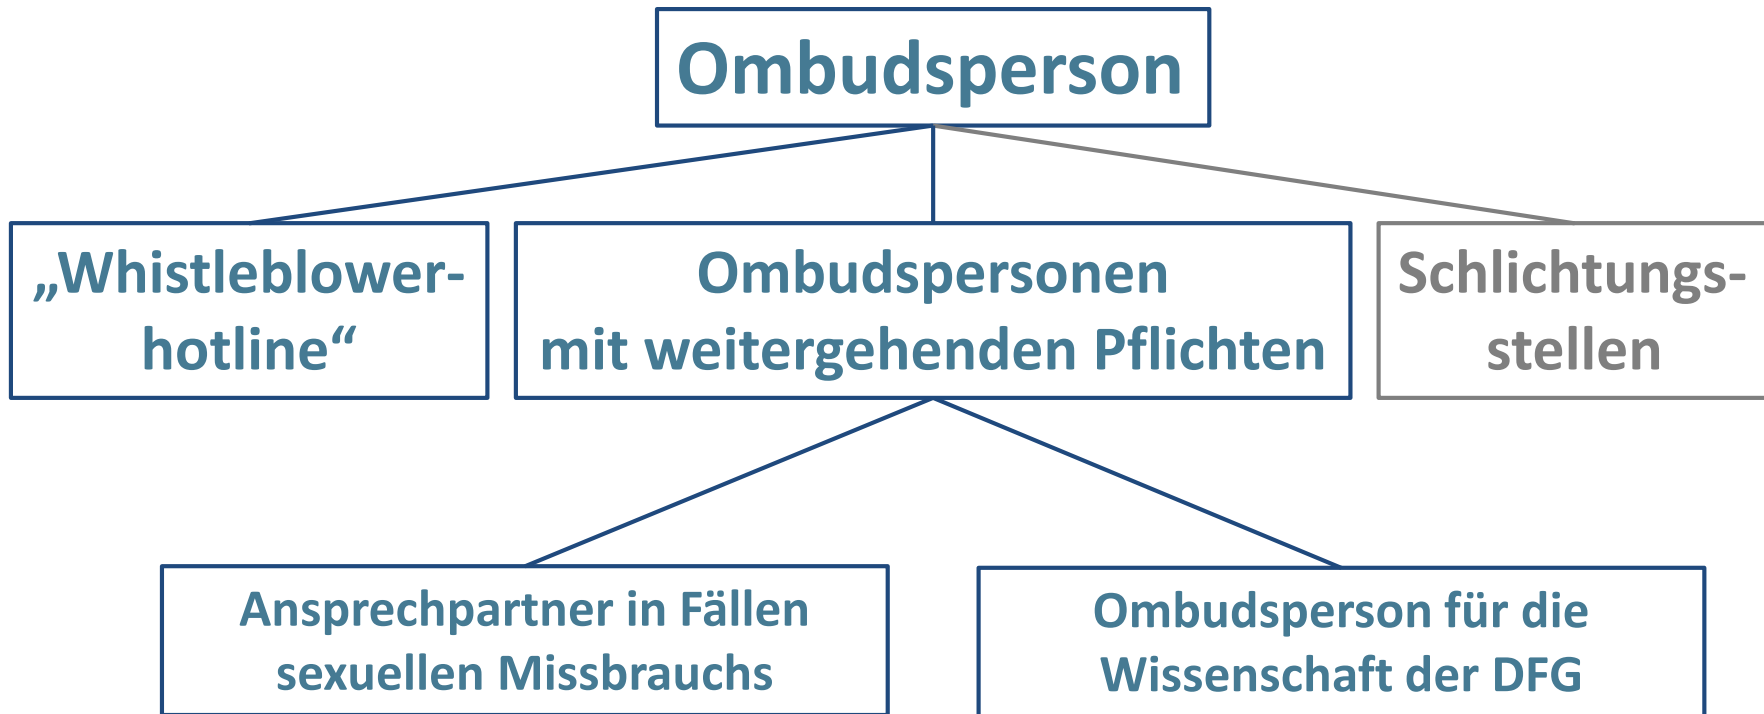 Ombudsperson
„Whistleblower-
hotline“
Ombudspersonen
mit weitergehenden Pflichten
Schlichtungs-
stellen
Ansprechpartner in Fällen
sexuellen Missbrauchs
Ombudsperson für die
Wissenschaft der DFG